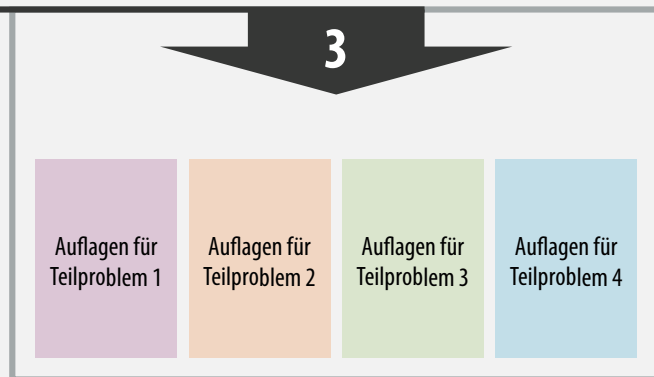 3
Auflagen für
Teilproblem 1
Auflagen für
Teilproblem 2
Auflagen für
Teilproblem 3
Auflagen für
Teilproblem 4